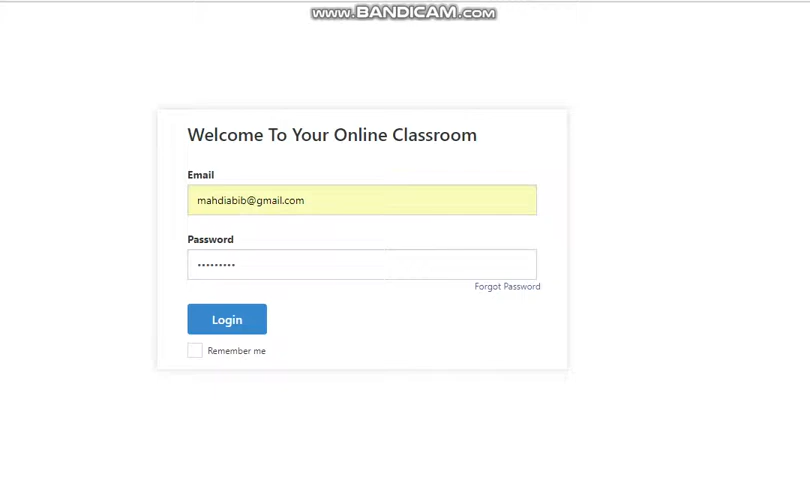 www.BANDICAM.com
Welcome To Your Online Classroom
Email
mahdiabib@gmail.com
Password
•••••••••
Forgot Password
Login
Remember me